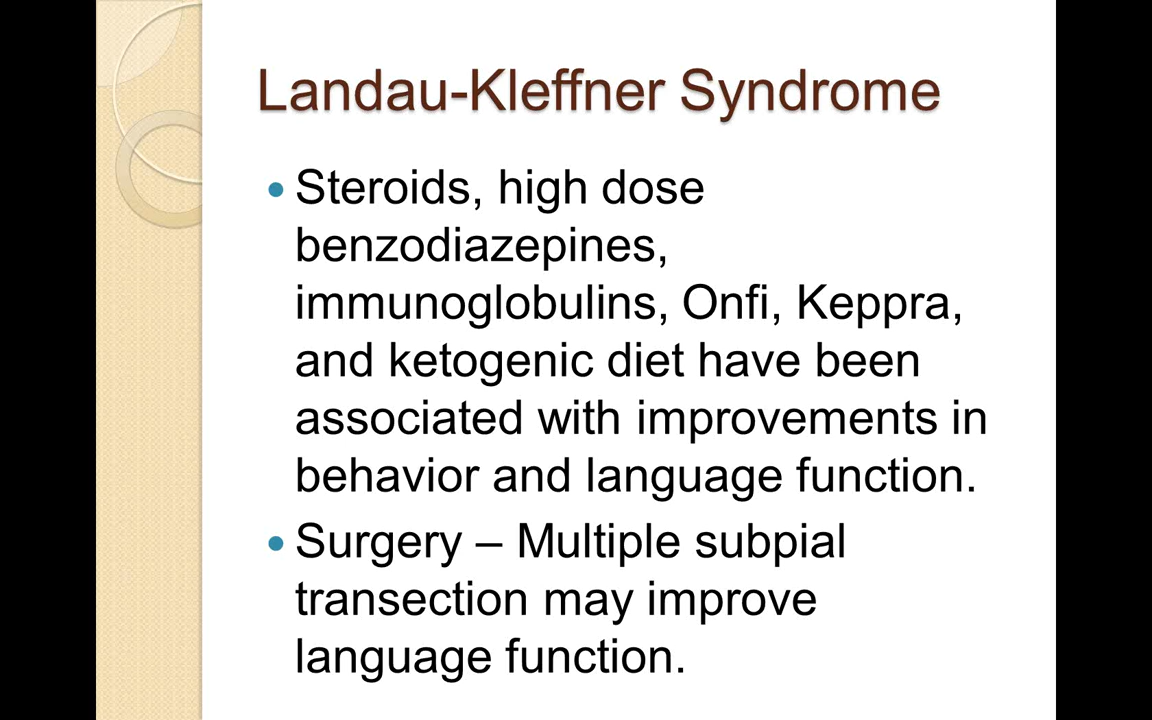 Landau-Kleffner Syndrome
Steroids, high dose
benzodiazepines,
immunoglobulins, Onfi, Keppra,
and ketogenic diet have been
associated with improvements in
behavior and language function.
Surgery – Multiple subpial
transection may improve
language function.